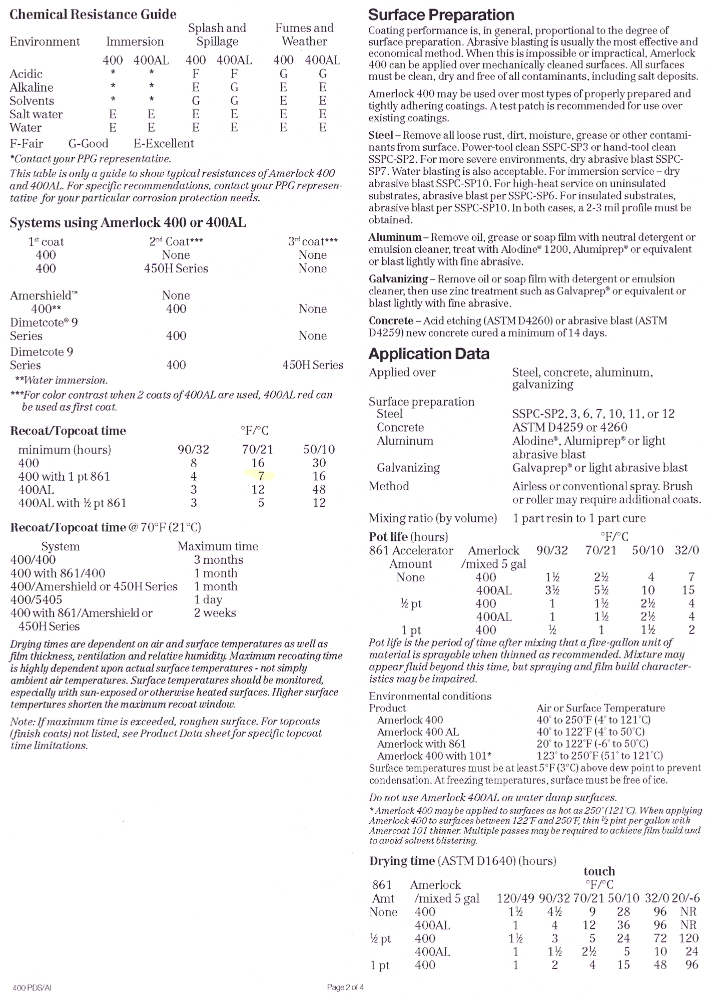 Chemical Resistance Guide
Splash and Fumes and
Environment Immersion Spillage Weather
400 400AL 400 400AL 400 400AL
Acidic * * F F G G
Alkaline * * E G E E
Solvents * * G G E E
Salt water E E E E E E
Water E E E E E E
F-Fair G-Good E-Excellent
*Contact your PPG representative.
This table is only a guide to show typical resistances of Amerlock 400
and 400AL. For specific recommendations, contact your PPG represen-
tative for your particular corrosion protection needs.
Systems using Amerlock 400 or 400AL
1st coat 2nd Coat*** 3rd coat***
400 None None
400 450H Series None
Amershield™ None
400** 400 None
Dimetcote® 9
Series 400 None
Dimetcote 9
Series 400 450H Series
**Water immersion.
***For color contrast when 2 coats of 400AL are used, 400AL red can
be used as first coat.
Recoat/Topcoat time °F/°C
minimum (hours) 90/32 70/21 50/10
400 8 16 30
400 with 1 pt 861 4 7 16
400AL 3 12 48
400AL with ½ pt 861 3 5 12
Recoat/Topcoat time @ 70°F (21°C)
System Maximum time
400/400 3 months
400 with 861/400 1 month
400/Amershield or 450H Series 1 month
400/5405 1 day
400 with 861/Amershield or 2 weeks
450H Series
Drying times are dependent on air and surface temperatures as well as
film thickness, ventilation and relative humidity. Maximum recoating time
is highly dependent upon actual surface temperatures - not simply
ambient air temperatures. Surface temperatures should be monitored,
especially with sun-exposed or otherwise heated surfaces. Higher surface
tempertures shorten the maximum recoat window.
Note: If maximum time is exceeded, roughen surface. For topcoats
(finish coats) not listed, see Product Data sheet for specific topcoat
time limitations.
Surface Preparation
Coating performance is, in general, proportional to the degree of
surface preparation. Abrasive blasting is usually the most effective and
economical method. When this is impossible or impractical, Amerlock
400 can be applied over mechanically cleaned surfaces. All surfaces
must be clean, dry and free of all contaminants, including salt deposits.
Amerlock 400 may be used over most types of properly prepared and
tightly adhering coatings. A test patch is recommended for use over
existing coatings.
Steel – Remove all loose rust, dirt, moisture, grease or other contami-
nants from surface. Power-tool clean SSPC-SP3 or hand-tool clean
SSPC-SP2. For more severe environments, dry abrasive blast SSPC-
SP7. Water blasting is also acceptable. For immersion service – dry
abrasive blast SSPC-SP10. For high-heat service on uninsulated
substrates, abrasive blast per SSPC-SP6. For insulated substrates,
abrasive blast per SSPC-SP10. In both cases, a 2-3 mil profile must be
obtained.
Aluminum – Remove oil, grease or soap film with neutral detergent or
emulsion cleaner, treat with Alodine® 1200, Alumiprep® or equivalent
or blast lightly with fine abrasive.
Galvanizing – Remove oil or soap film with detergent or emulsion
cleaner, then use zinc treatment such as Galvaprep® or equivalent or
blast lightly with fine abrasive.
Concrete – Acid etching (ASTM D4260) or abrasive blast (ASTM
D4259) new concrete cured a minimum of 14 days.
Application Data
Applied over Steel, concrete, aluminum,
galvanizing
Surface preparation
Steel SSPC-SP2, 3, 6, 7, 10, 11, or 12
Concrete ASTM D4259 or 4260
Aluminum Alodine®, Alumiprep® or light
abrasive blast
Galvanizing Galvaprep® or light abrasive blast
Method Airless or conventional spray. Brush
or roller may require additional coats.
Mixing ratio (by volume) 1 part resin to 1 part cure
Pot life (hours) °F/°C
861 Accelerator Amerlock 90/32 70/21 50/10 32/0
Amount /mixed 5 gal
None 400 1½ 2½ 4 7
400AL 3½ 5½ 10 15
½ pt 400 1 1½ 2½ 4
400AL 1 1½ 2½ 4
1 pt 400 ½ 1 1½ 2
Pot life is the period of time after mixing that a five-gallon unit of
material is sprayable when thinned as recommended. Mixture may
appear fluid beyond this time, but spraying and film build character-
istics may be impaired.
Environmental conditions
Product Air or Surface Temperature
Amerlock 400 40° to 250°F (4° to 121°C)
Amerlock 400 AL 40° to 122°F (4° to 50°C)
Amerlock with 861 20° to 122°F (-6° to 50°C)
Amerlock 400 with 101* 123° to 250°F (51° to 121°C)
Surface temperatures must be at least 5°F (3°C) above dew point to prevent
condensation. At freezing temperatures, surface must be free of ice.
Do not use Amerlock 400AL on water damp surfaces.
* Amerlock 400 may be applied to surfaces as hot as 250° (121°C). When applying
Amerlock 400 to surfaces between 122°F and 250°F, thin ½ pint per gallon with
Amercoat 101 thinner. Multiple passes may be required to achieve film build and
to avoid solvent blistering.
Drying time (ASTM D1640) (hours)
touch
861 Amerlock °F/°C
Amt /mixed 5 gal 120/49 90/32 70/21 50/10 32/0 20/-6
None 400 1½ 4½ 9 28 96 NR
400AL 1 4 12 36 96 NR
½ pt 400 1½ 3 5 24 72 120
400AL 1 1½ 2½ 5 10 24
1 pt 400 1 2 4 15 48 96
400 PDS/AI Page 2 of 4